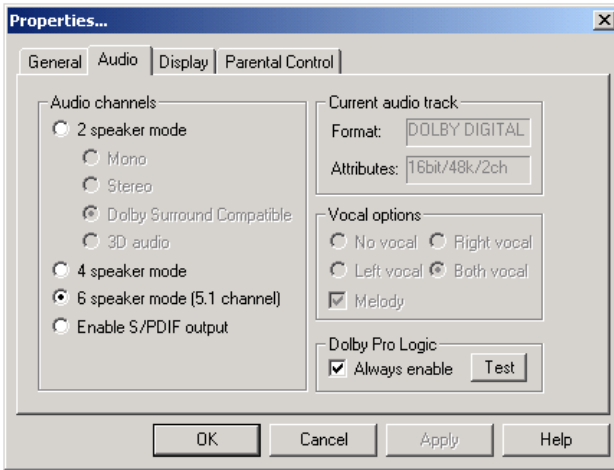 Properties...
General Audio Display Parental Control
Audio channels
2 speaker mode
Mono
Stereo
Dolby Surround Compatible
3D audio
4 speaker mode
6 speaker mode (5.1 channel)
Enable S/PDIF output
Current audio track
Format: DOLBY DIGITAL
Attributes: 16bit/48k/2ch
Vocal options
No vocal Right vocal
Left vocal Both vocal
Melody
Dolby Pro Logic
Always enable Test
OK Cancel Apply Help